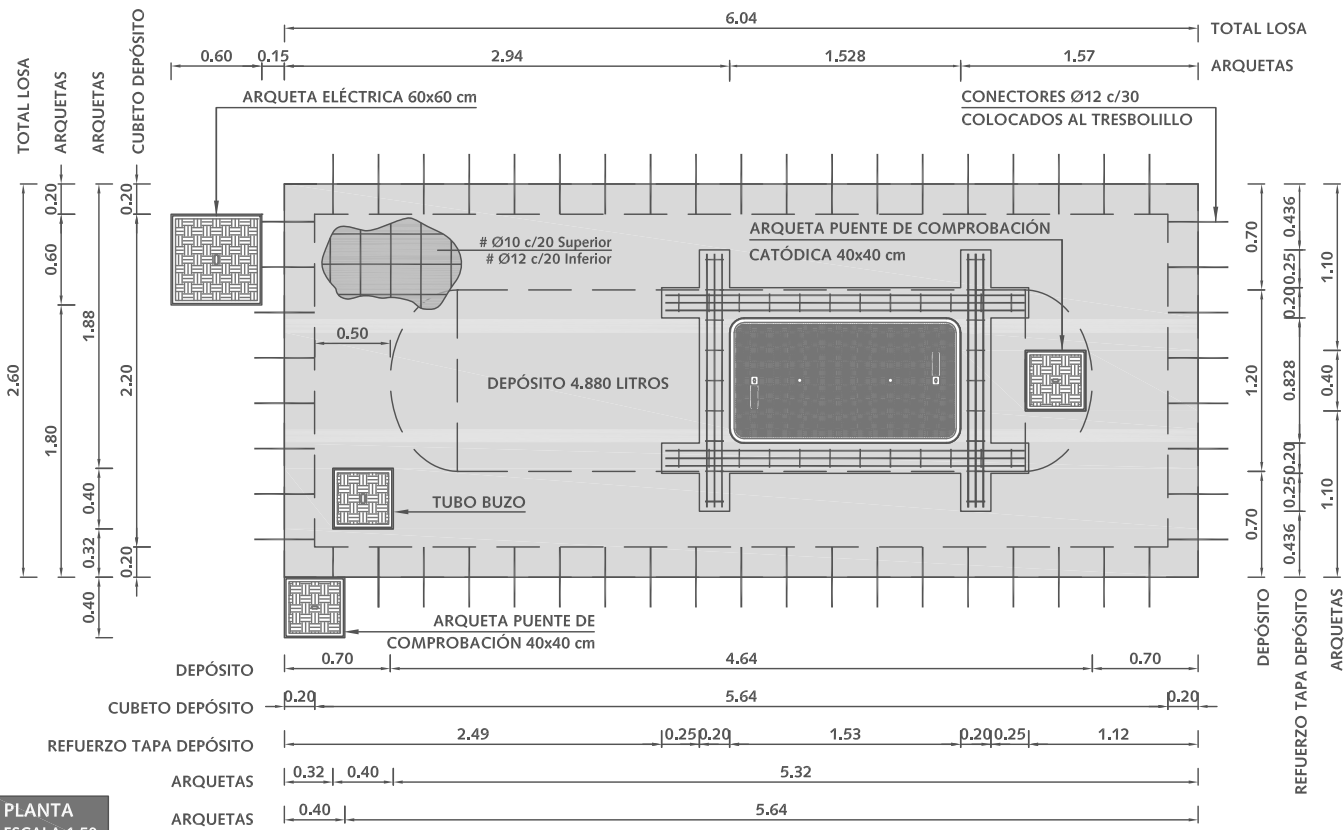 6.04
TOTAL LOSA
0.60
0.15
2.94
1.528
1.57
ARQUETAS
TOTAL LOSA
ARQUETAS
ARQUETAS
CUBETO DEPÓSITO
ARQUETA ELÉCTRICA 60x60 cm
CONECTORES Ø12 c/30
COLOCADOS AL TRESBOLILLO
2.60
0.20
0.60
1.80
1.88
0.40
0.32
0.40
0.20
2.20
0.20
# Ø10 c/20 Superior
# Ø12 c/20 Inferior
ARQUETA PUENTE DE COMPROBACIÓN
CATÓDICA 40x40 cm
0.50
DEPÓSITO 4.880 LITROS
TUBO BUZO
ARQUETA PUENTE DE
COMPROBACIÓN 40x40 cm
0.70
1.20
0.70
DEPÓSITO
0.436
0.25
0.20
0.828
0.20
0.25
0.436
REFUERZO TAPA DEPÓSITO
1.10
0.40
1.10
ARQUETAS
DEPÓSITO
0.70
4.64
0.70
CUBETO DEPÓSITO
0.20
5.64
0.20
REFUERZO TAPA DEPÓSITO
2.49
0.25
0.20
1.53
0.20
0.25
1.12
ARQUETAS
0.32
0.40
5.32
ARQUETAS
0.40
5.64
PLANTA